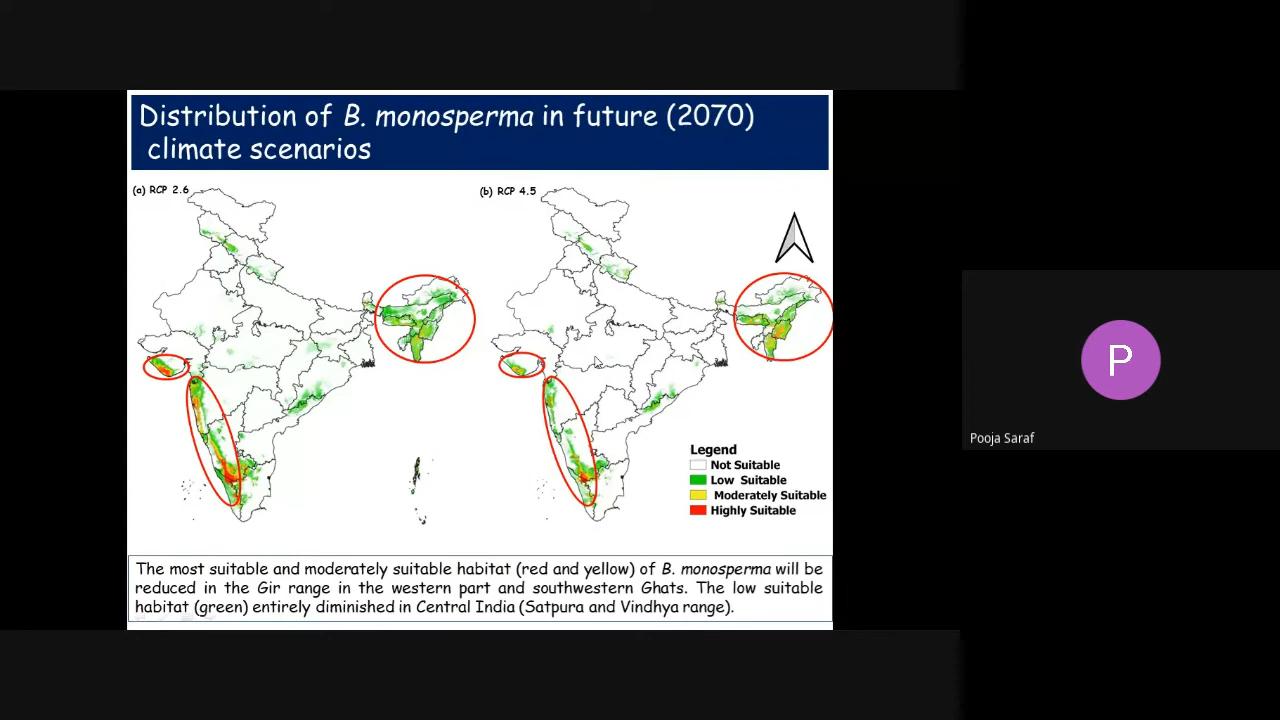 Distribution of B. monosperma in future (2070)
climate scenarios
(a) RCP 2.6
(b) RCP 4.5
Legend
Not Suitable
Low Suitable
Moderately Suitable
Highly Suitable
The most suitable and moderately suitable habitat (red and yellow) of B. monosperma will be
reduced in the Gir range in the western part and southwestern Ghats. The low suitable
habitat (green) entirely diminished in Central India (Satpura and Vindhya range).
P
Pooja Saraf